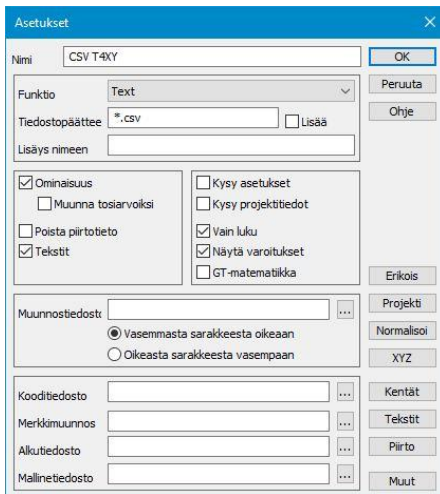 Asetukset
Nimi CSV T4XY OK
Funktio Text Peruuta
Tiedostopäättee *.csv Lisää Ohje
Lisäys nimeen
Ominaisuus Kysy asetukset
Muunna tosiarvoiksi Kysy projektitiedot
Poista piirtotieto Vain luku
Tekstit Näytä varoitukset
GT-matematiikka Erikois
Muunnostiedosto ... Projekti
Vasemmasta sarakkeesta oikeaan Normalisoi
Oikeasta sarakkeesta vasempaan XYZ
Kooditiedosto ... Kentät
Merkkimuunnos ... Tekstit
Alkutiedosto ... Piirto
Mallinetiedosto ... Muut